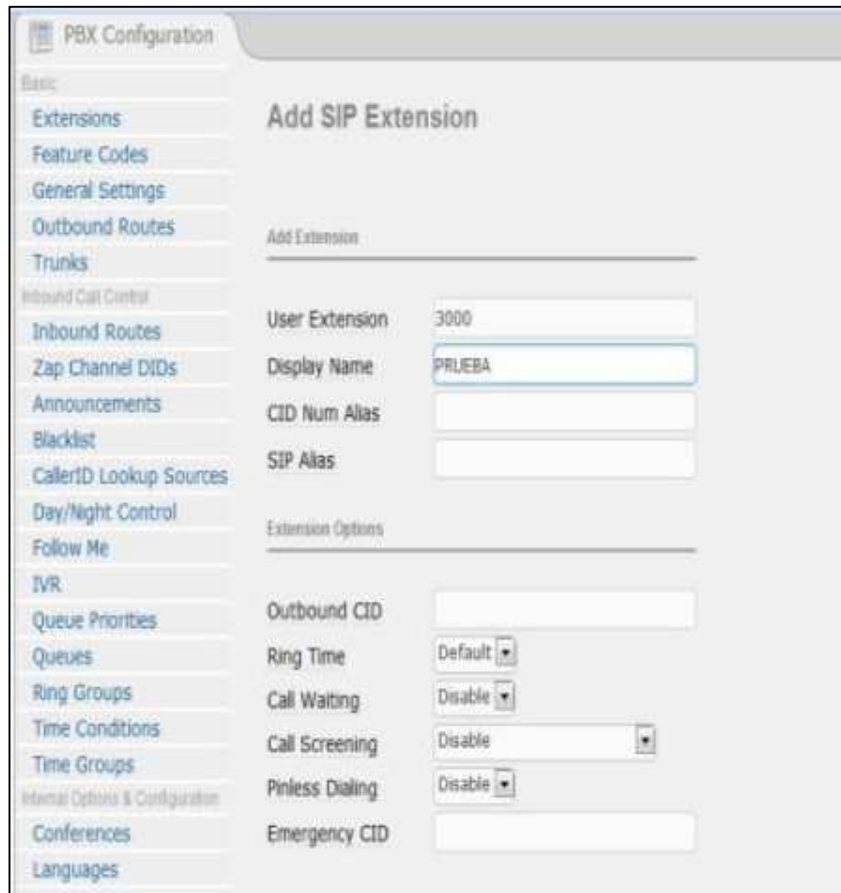 PBX Configuration
Basic
Extensions
Feature Codes
General Settings
Outbound Routes
Trunks
Inbound Call Control
Inbound Routes
Zap Channel DIDs
Announcements
Blacklist
CallerID Lookup Sources
Day/Night Control
Follow Me
IVR
Queue Priorities
Queues
Ring Groups
Time Conditions
Time Groups
Internal Options & Configuration
Conferences
Languages
Add SIP Extension
Add Extension
User Extension 3000
Display Name PRUEBA
CID Num Alias
SIP Alias
Extension Options
Outbound CID
Ring Time Default
Call Waiting Disable
Call Screening Disable
Pinless Dialing Disable
Emergency CID